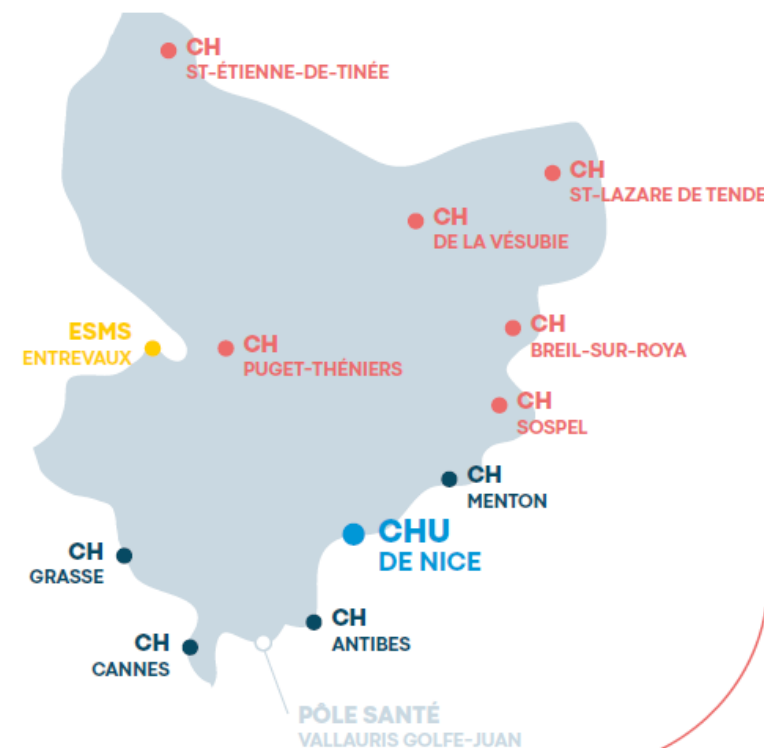 CH
ST-ÉTIENNE-DE-TINÉE
CH
ST-LAZARE DE TENDE
CH
DE LA VÉSUBIE
ESMS
ENTREVAUX
CH
PUGET-THÉNIERS
CH
BREIL-SUR-ROYA
CH
SOSPEL
CH
MENTON
CHU
DE NICE
CH
GRASSE
CH
ANTIBES
CH
CANNES
PÔLE SANTÉ
VALLAURIS GOLFE-JUAN